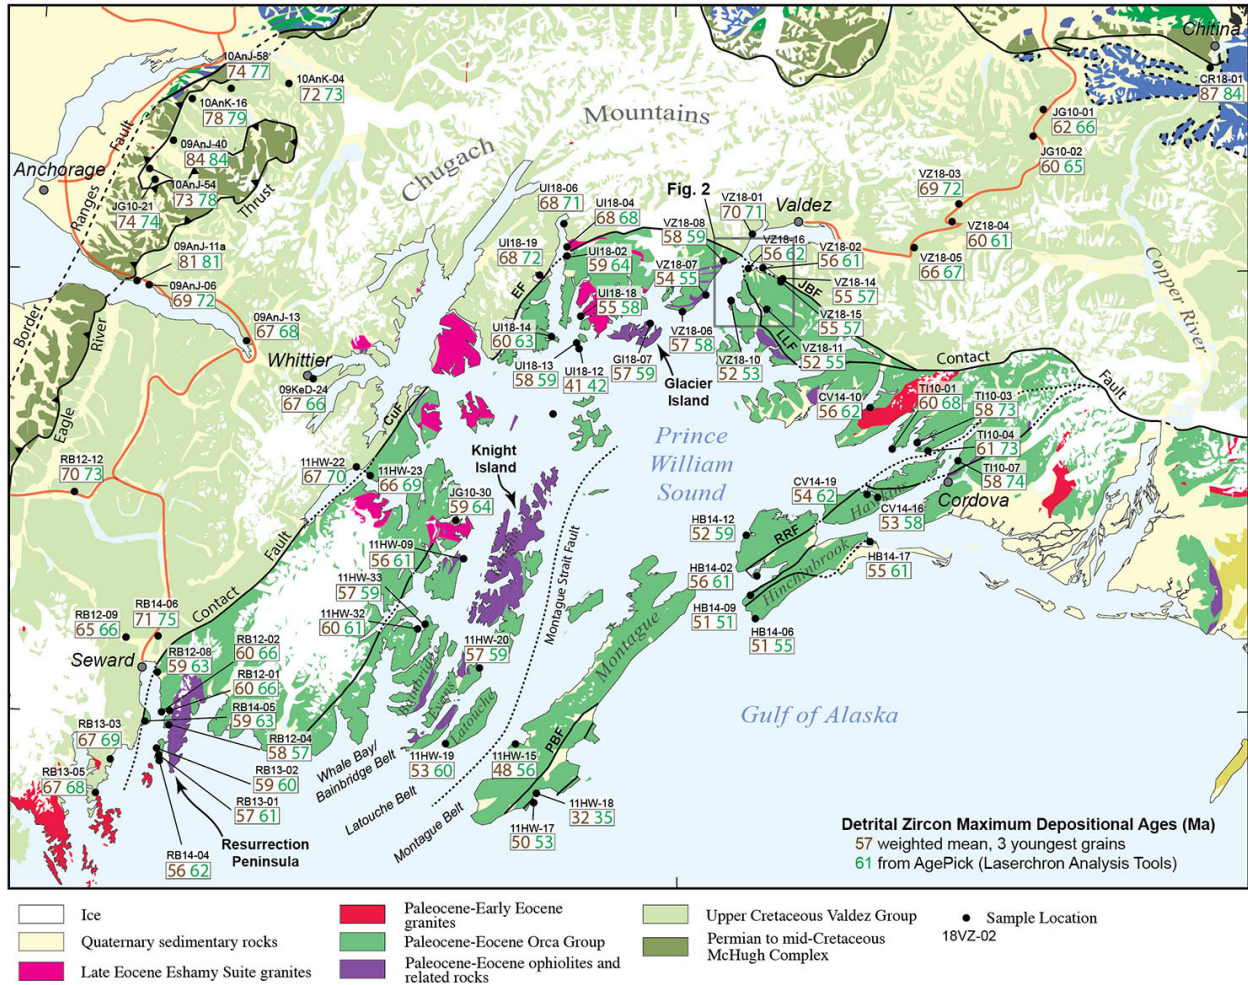 Chitina
CR18-01
87 84
10AnJ-58
74 77
10AnK-04
72 73
10AnK-16
78 79
09AnJ-40
84 84
Anchorage
10AnJ-54
73 78
JG10-21
74 74
Border
Ranges
Fault
Thrust
Chugach
Mountains
JG10-01
62 66
JG10-02
60 65
VZ18-03
69 72
VZ18-04
60 61
VZ18-05
66 67
Copper River
Fig. 2
VZ18-01
70 71
Valdez
UI18-06
68 71
UI18-04
68 68
VZ18-08
58 59
UI18-19
68 72
UI18-02
59 64
VZ18-16
56 62
VZ18-02
56 61
VZ18-07
54 55
VZ18-14
55 57
EF
JBF
UI18-18
55 58
VZ18-15
55 57
UI18-14
60 63
VZ18-06
57 58
LLF
VZ18-11
52 55
UI18-13
58 59
UI18-12
41 42
GI18-07
57 59
VZ18-10
52 53
Glacier
Island
09AnJ-11a
81 81
09AnJ-06
69 72
09AnJ-13
67 68
Whittier
09KeD-24
67 66
Eagle
River
Contact
Fault
CV14-10
56 62
TI10-01
60 68
TI10-03
58 73
TI10-04
61 73
TI10-07
58 74
Cordova
CuF
Prince
William
Sound
RB12-12
70 73
11HW-22
67 70
11HW-23
66 69
Knight
Island
Knight
JG10-30
59 64
CV14-19
54 62
Hawkins
CV14-16
53 58
HB14-12
52 59
RRF
Hinchinbrook
HB14-17
55 61
HB14-02
56 61
HB14-09
51 51
HB14-06
51 55
11HW-09
56 61
11HW-33
57 59
11HW-32
60 61
Contact
Fault
Montague Strait Fault
11HW-20
57 59
Bainbridge
Evans
Latouche
Montague
RB12-09
65 66
RB14-06
71 75
Seward
RB12-08
59 63
RB12-02
60 66
RB12-01
60 66
RB14-05
59 63
RB13-03
67 69
RB12-04
58 57
RB13-02
59 60
RB13-05
67 68
RB13-01
57 61
RB14-04
56 62
Resurrection
Peninsula
Whale Bay/
Bainbridge Belt
Latouche Belt
Montague Belt
11HW-19
53 60
11HW-15
48 56
PBF
11HW-18
32 35
11HW-17
50 53
Gulf of Alaska
Detrital Zircon Maximum Depositional Ages (Ma)
57 weighted mean, 3 youngest grains
61 from AgePick (Laserchron Analysis Tools)
Ice
Quaternary sedimentary rocks
Late Eocene Eshamy Suite granites
Paleocene-Early Eocene
granites
Paleocene-Eocene Orca Group
Paleocene-Eocene ophiolites and
related rocks
Upper Cretaceous Valdez Group
Permian to mid-Cretaceous
McHugh Complex
Sample Location
18VZ-02